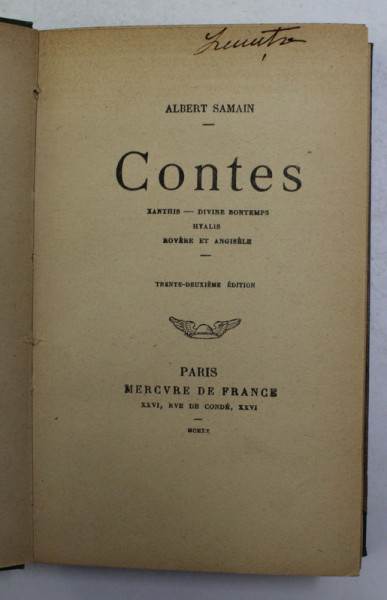 ALBERT SAMAIN
Contes
XANTHIS — DIVINE BONTEMPS
HYALIS
ROVÈRE ET ANGISÈLE
TRENTE-DEUXIÈME ÉDITION
PARIS
MERCVRE DE FRANCE
XXVI, RVE DE CONDÉ, XXVI